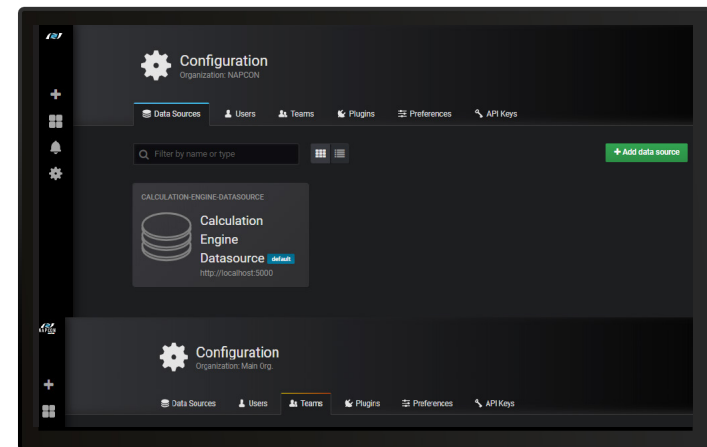 Configuration
Organization: NAPCON
Data Sources Users Teams Plugins Preferences API Keys
Filter by name or type
+ Add data source
CALCULATION-ENGINE-DATASOURCE
Calculation
Engine
Datasource default
http://localhost:5000
NAPCON
Configuration
Organization: Main Org.
Data Sources Users Teams Plugins Preferences API Keys